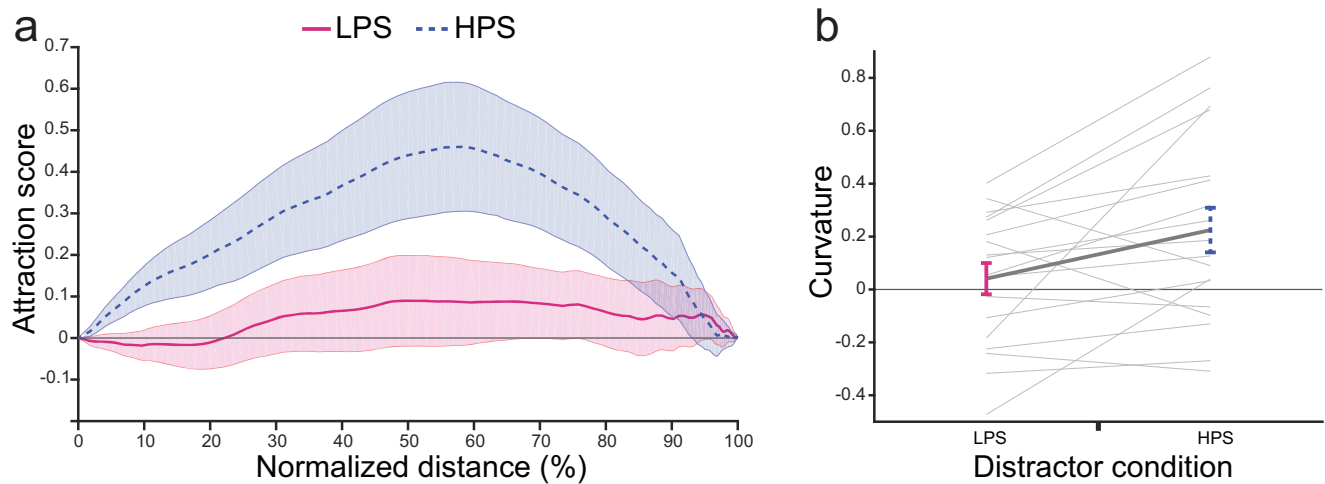 a
LPS HPS
Attraction score
0.7
0.6
0.5
0.4
0.3
0.2
0.1
0
-0.1
0 10 20 30 40 50 60 70 80 90 100
Normalized distance (%)
b
Curvature
0.8
0.6
0.4
0.2
0
-0.2
-0.4
LPS HPS
Distractor condition